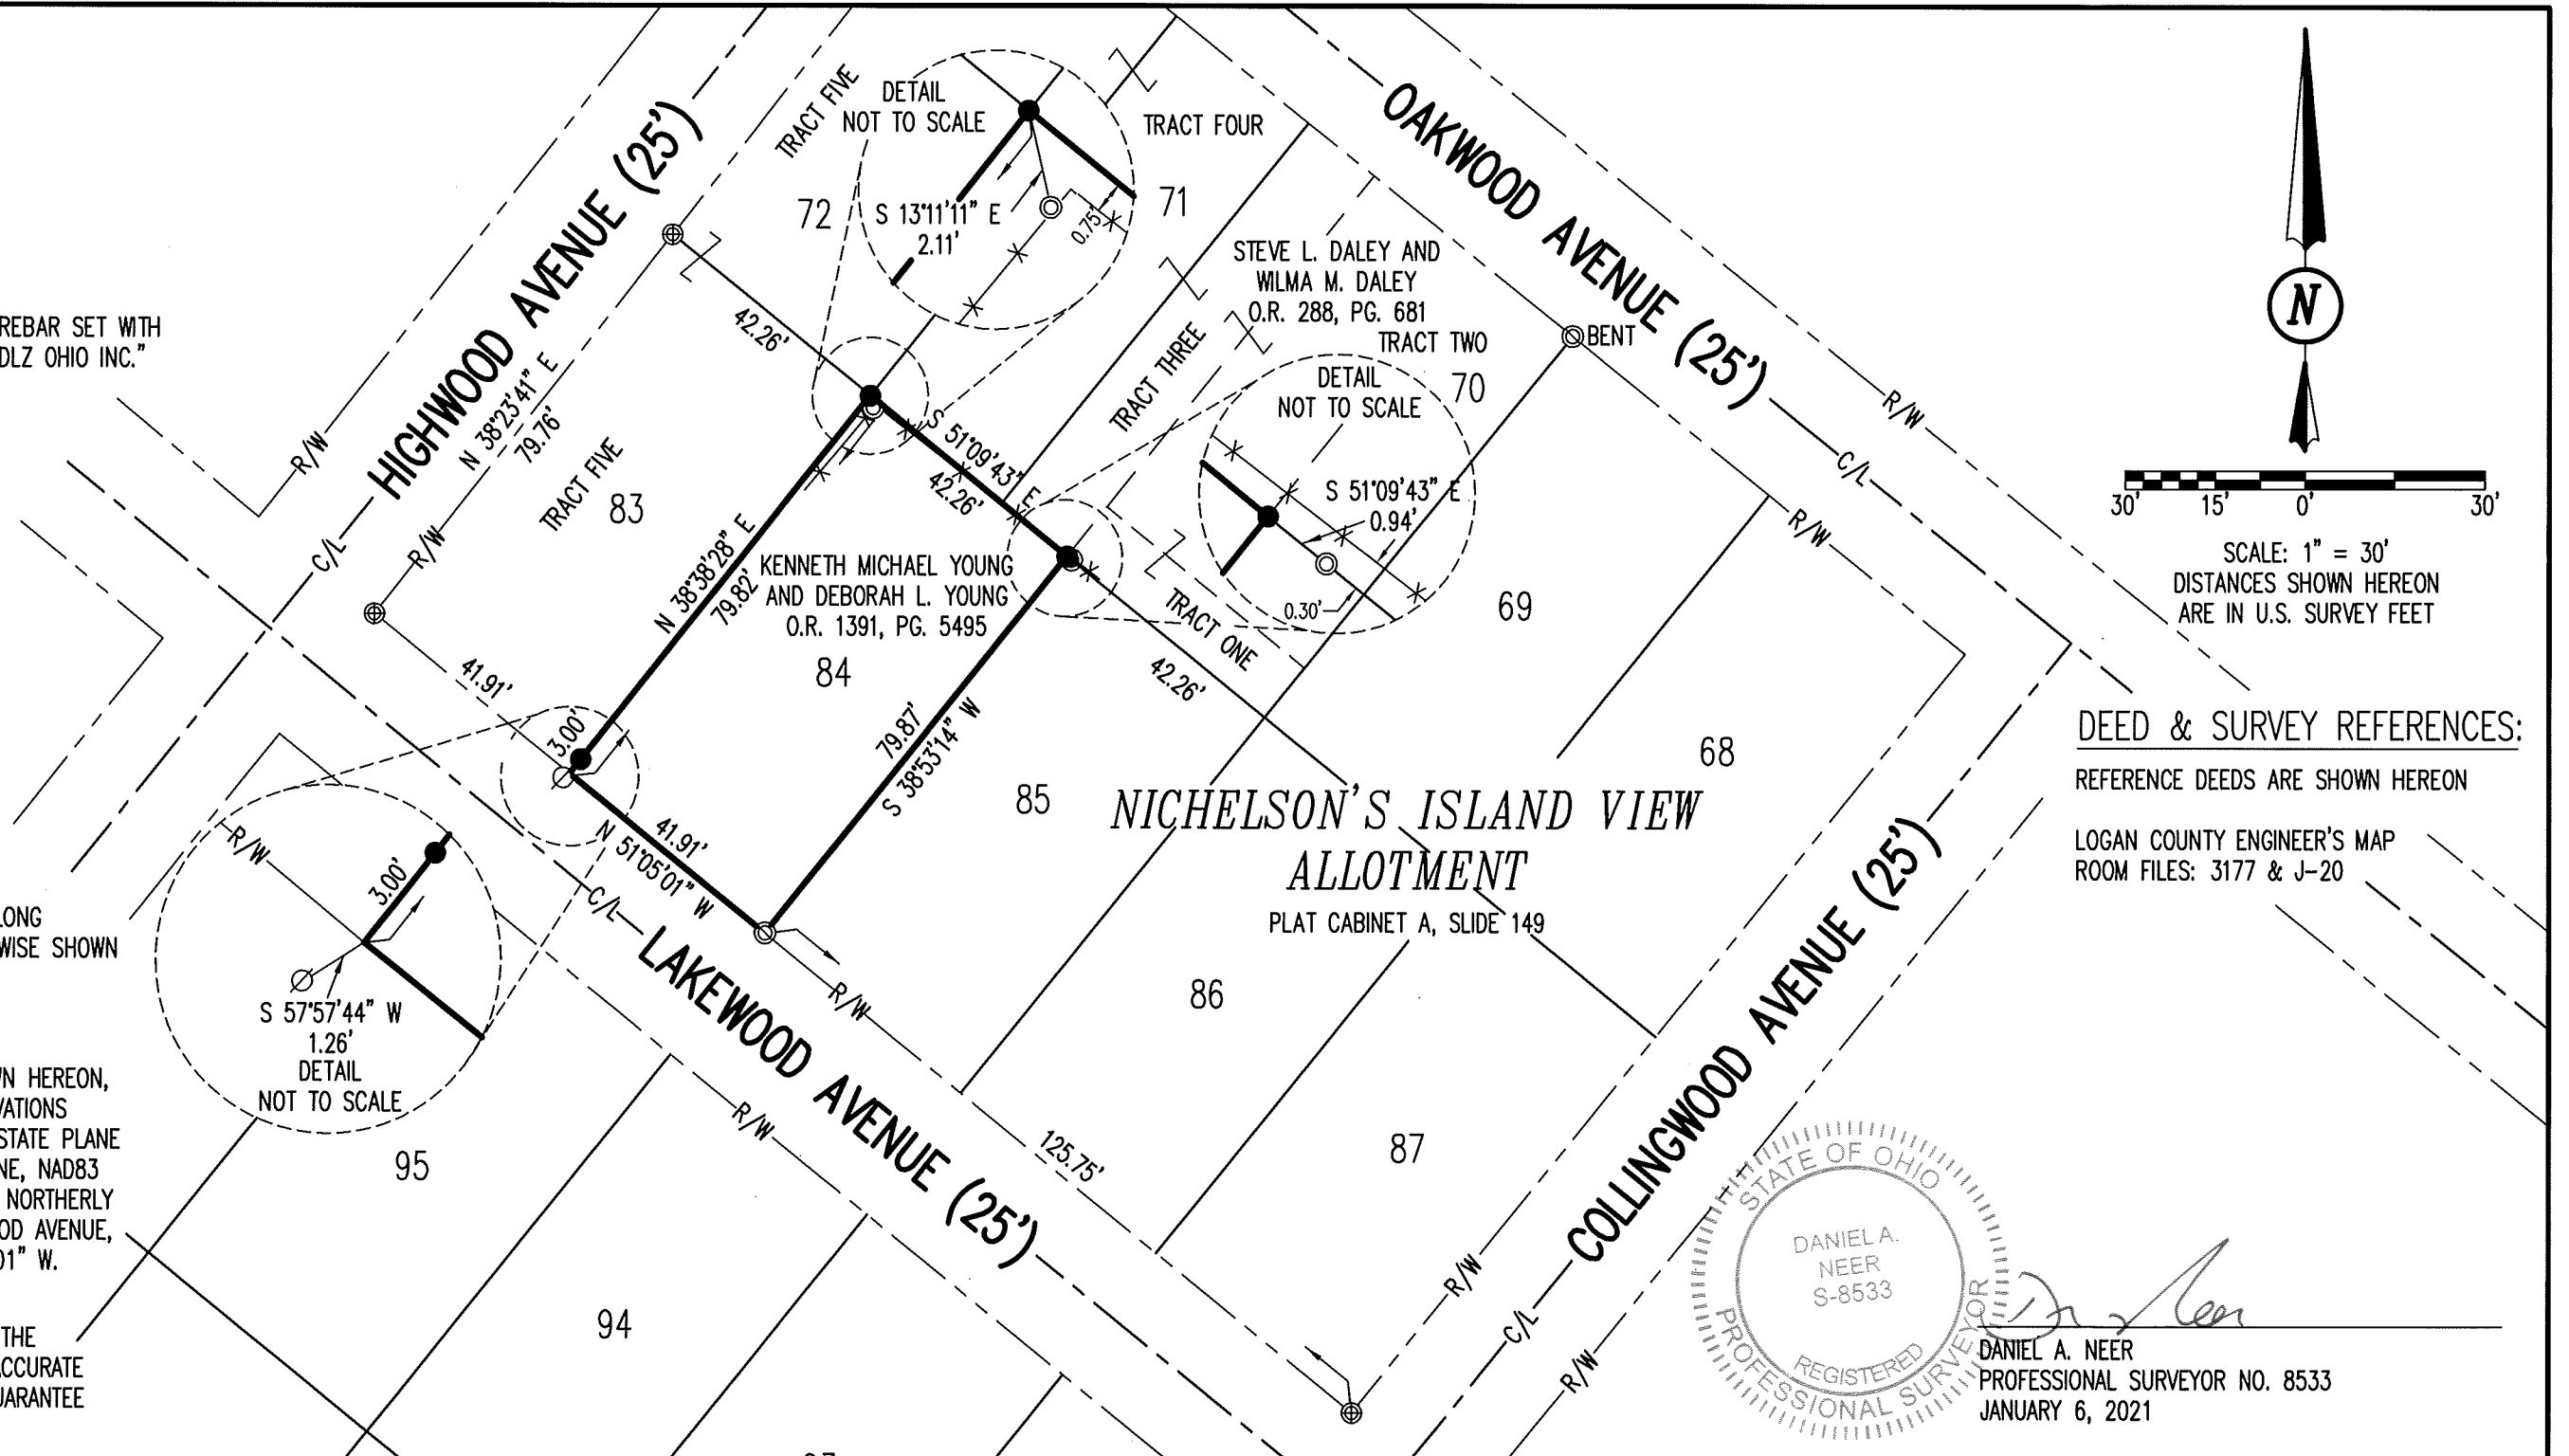 REBAR SET WITH
DLZ OHIO INC."
LONG
WISE SHOWN
WN HEREON,
VATIONS
STATE PLANE
NE, NAD83
NORTHERLY
OD AVENUE,
01" W.
THE
ACCURATE
UARANTEE
HIGHWOOD AVENUE (25')
R/W
C/L
R/W
N 38°23'41" E
79.76'
TRACT FIVE
83
TRACT FIVE
72
42.26'
DETAIL
NOT TO SCALE
S 13°11'11" E
2.11'
0.75'
TRACT FOUR
71
STEVE L. DALEY AND
WILMA M. DALEY
O.R. 288, PG. 681
TRACT TWO
70
TRACT THREE
DETAIL
NOT TO SCALE
S 51°09'43" E
0.94'
0.30'
TRACT ONE
42.26'
69
68
BENT
OAKWOOD AVENUE (25')
R/W
C/L
R/W
S 51°09'43" E
42.26'
N 38°38'28" E
79.82'
KENNETH MICHAEL YOUNG
AND DEBORAH L. YOUNG
O.R. 1391, PG. 5495
84
79.87'
S 38°53'14" W
41.91'
3.00'
41.91'
N 51°05'01" W
R/W
3.00'
S 57°57'44" W
1.26'
DETAIL
NOT TO SCALE
C/L
LAKEWOOD AVENUE (25')
R/W
R/W
125.75'
85
86
87
95
94
NICHELSON'S ISLAND VIEW
ALLOTMENT
PLAT CABINET A, SLIDE 149
COLLINGWOOD AVENUE (25')
R/W
C/L
R/W
N
30' 15' 0' 30'
SCALE: 1" = 30'
DISTANCES SHOWN HEREON
ARE IN U.S. SURVEY FEET
DEED & SURVEY REFERENCES:
REFERENCE DEEDS ARE SHOWN HEREON
LOGAN COUNTY ENGINEER'S MAP
ROOM FILES: 3177 & J-20
STATE OF OHIO
DANIEL A.
NEER
S-8533
REGISTERED
PROFESSIONAL SURVEYOR
DANIEL A. NEER
PROFESSIONAL SURVEYOR NO. 8533
JANUARY 6, 2021